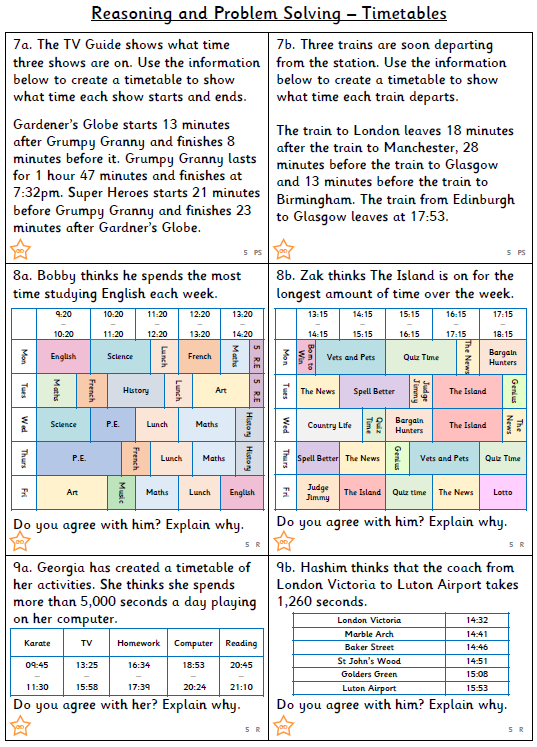 Reasoning and Problem Solving – Timetables
7a. The TV Guide shows what time
three shows are on. Use the information
below to create a timetable to show
what time each show starts and ends.
Gardener's Globe starts 13 minutes
after Grumpy Granny and finishes 8
minutes before it. Grumpy Granny lasts
for 1 hour 47 minutes and finishes at
7:32pm. Super Heroes starts 21 minutes
before Grumpy Granny and finishes 23
minutes after Gardner's Globe.
GD
5 PS
7b. Three trains are soon departing
from the station. Use the information
below to create a timetable to show
what time each train departs.
The train to London leaves 18 minutes
after the train to Manchester, 28
minutes before the train to Glasgow
and 13 minutes before the train to
Birmingham. The train from Edinburgh
to Glasgow leaves at 17:53.
GD
5 PS
8a. Bobby thinks he spends the most
time studying English each week.
9:20 – 10:20 10:20 – 11:20 11:20 – 12:20 12:20 – 13:20 13:20 – 14:20
Mon English Science Lunch French Maths R.E 5
Tues Maths French History Lunch Art R.E 5
Wed Science P.E. Lunch Maths History
Thurs P.E. French Lunch Maths History
Fri Art Music Maths Lunch English
Do you agree with him? Explain why.
GD
5 R
8b. Zak thinks The Island is on for the
longest amount of time over the week.
13:15 – 14:15 14:15 – 15:15 15:15 – 16:15 16:15 – 17:15 17:15 – 18:15
Mon Born to Win Vets and Pets Quiz Time The News Bargain Hunters
Tues The News Spell Better Judge Jimmy The Island Genius
Wed Country Life Quiz Time Bargain Hunters The Island The News
Thurs Spell Better The News Genius Vets and Pets Quiz Time
Fri Judge Jimmy The Island Quiz time The News Lotto
Do you agree with him? Explain why.
GD
5 R
9a. Georgia has created a timetable of
her activities. She thinks she spends
more than 5,000 seconds a day playing
on her computer.
Karate TV Homework Computer Reading
09:45 – 11:30 13:25 – 15:58 16:34 – 17:39 18:53 – 20:24 20:45 – 21:10
Do you agree with her? Explain why.
GD
5 R
9b. Hashim thinks that the coach from
London Victoria to Luton Airport takes
1,260 seconds.
London Victoria 14:32
Marble Arch 14:41
Baker Street 14:46
St John's Wood 14:51
Golders Green 15:08
Luton Airport 15:53
Do you agree with him? Explain why.
GD
5 R